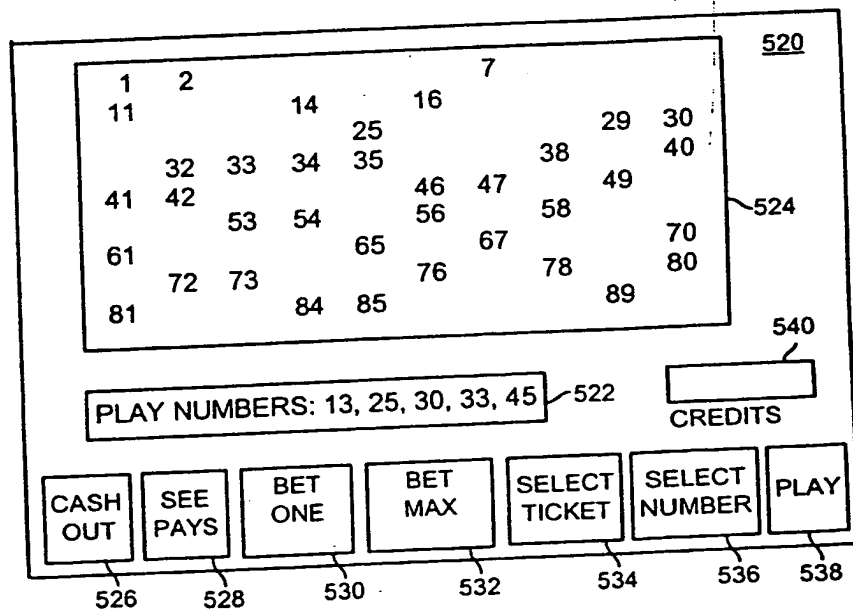 520
1 2 7
11 14 16
25 29 30
32 33 34 35 38 40
41 42 46 47 49
53 54 56 58
61 65 67 70
72 73 76 78 80
81 84 85 89
524
540
PLAY NUMBERS: 13, 25, 30, 33, 45
522
CREDITS
CASH OUT
SEE PAYS
BET ONE
BET MAX
SELECT TICKET
SELECT NUMBER
PLAY
526 528 530 532 534 536 538